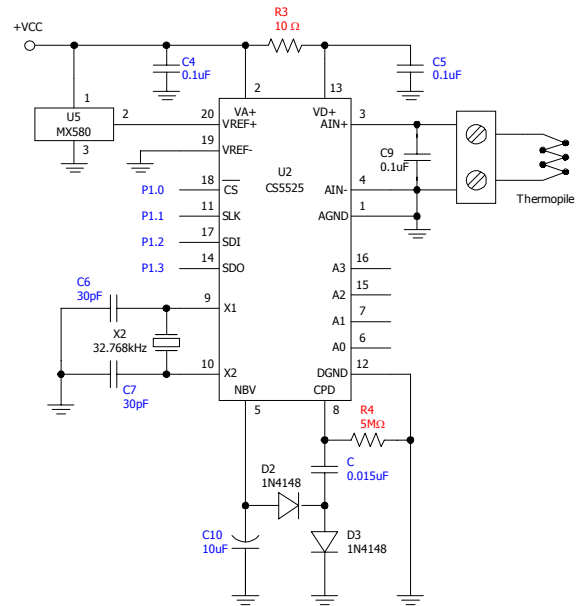 R3
10 Ω
+VCC
C4
0.1uF
C5
0.1uF
1
2
13
U5
MX580
2
20
VA+
VD+
3
VREF+
AIN+
3
19
VREF-
U2
CS5525
C9
0.1uF
P1.0
18
CS
4
AIN-
Thermopile
P1.1
11
SLK
1
AGND
P1.2
17
SDI
P1.3
14
SDO
16
A3
15
A2
C6
30pF
9
X1
7
A1
X2
32.768kHz
6
A0
10
X2
12
DGND
C7
30pF
NBV
CPD
5
8
R4
5MΩ
D2
1N4148
C
0.015uF
C10
10uF
D3
1N4148